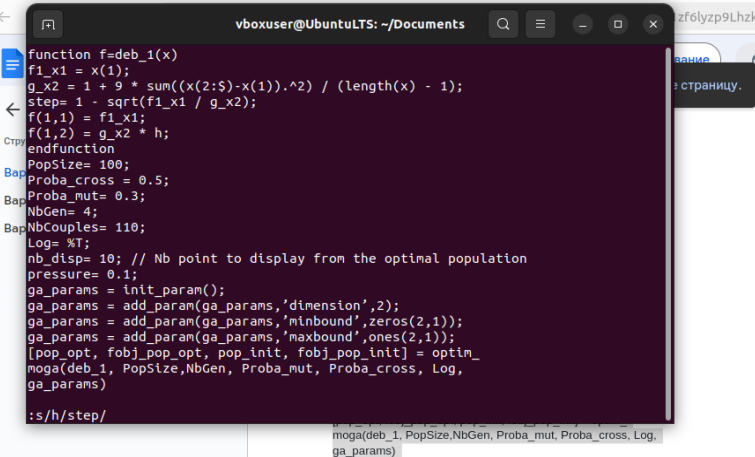 vboxuser@UbuntuLTS: ~/Documents
1zf6lyzp9Lhzk
вание
е страницу.
Стру
Вар
Вар
Вар
function f=deb_1(x)
f1_x1 = x(1);
g_x2 = 1 + 9 * sum((x(2:$)-x(1)).^2) / (length(x) - 1);
step= 1 - sqrt(f1_x1 / g_x2);
f(1,1) = f1_x1;
f(1,2) = g_x2 * h;
endfunction
PopSize= 100;
Proba_cross = 0.5;
Proba_mut= 0.3;
NbGen= 4;
NbCouples= 110;
Log= %T;
nb_disp= 10; // Nb point to display from the optimal population
pressure= 0.1;
ga_params = init_param();
ga_params = add_param(ga_params,’dimension’,2);
ga_params = add_param(ga_params,’minbound’,zeros(2,1));
ga_params = add_param(ga_params,’maxbound’,ones(2,1));
[pop_opt, fobj_pop_opt, pop_init, fobj_pop_init] = optim_
moga(deb_1, PopSize,NbGen, Proba_mut, Proba_cross, Log,
ga_params)
:s/h/step/
moga(deb_1, PopSize,NbGen, Proba_mut, Proba_cross, Log,
ga_params)